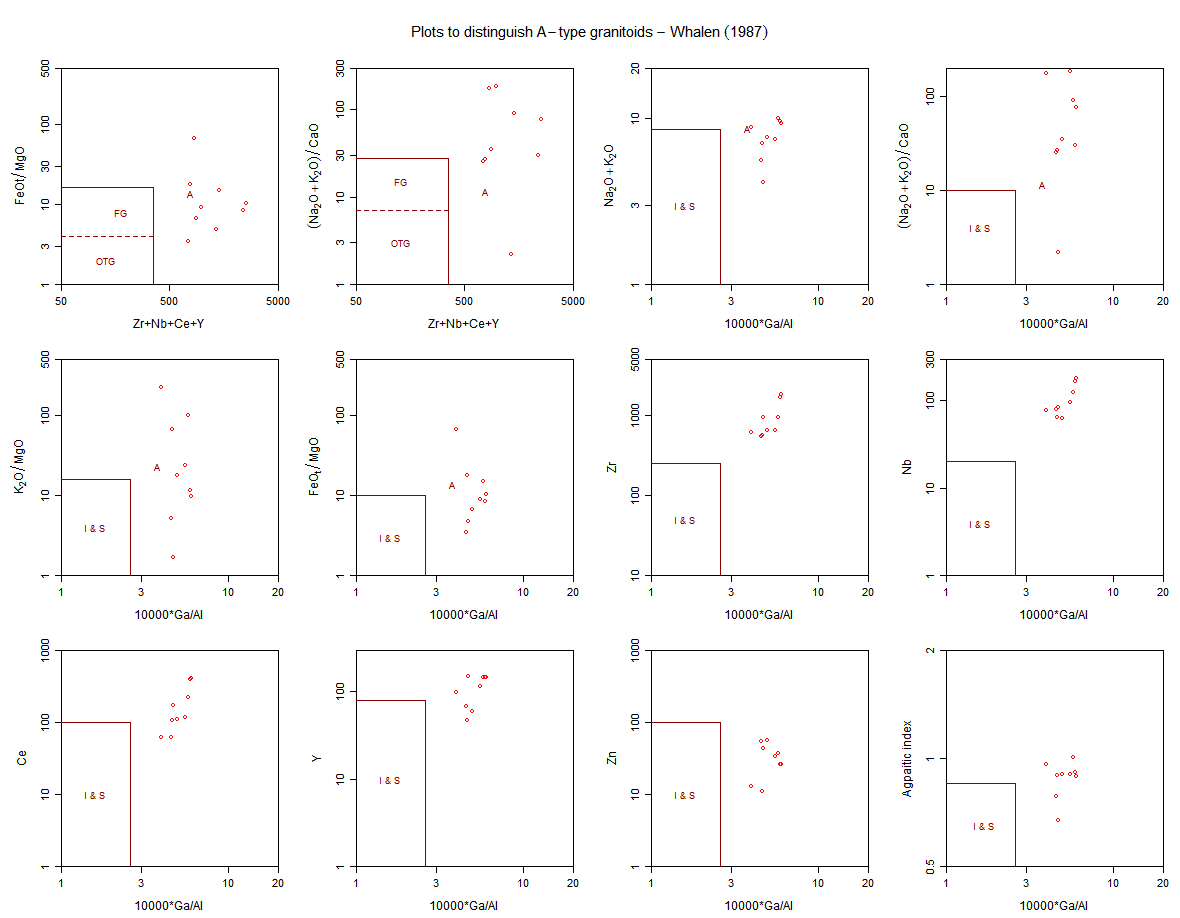 Plots to distinguish A−type granitoids − Whalen (1987)
500
100
30
10
3
1
FeOt/MgO
A
FG
OTG
50
500
5000
Zr+Nb+Ce+Y
300
100
30
10
3
1
(Na2O+K2O)/CaO
FG
A
OTG
50
500
5000
Zr+Nb+Ce+Y
20
10
3
1
Na2O+K2O
A
I & S
1
3
10
20
10000*Ga/Al
100
10
1
(Na2O+K2O)/CaO
A
I & S
1
3
10
20
10000*Ga/Al
500
100
10
1
K2O/MgO
A
I & S
1
3
10
20
10000*Ga/Al
500
100
10
1
FeOt/MgO
A
I & S
1
3
10
20
10000*Ga/Al
5000
1000
100
10
Zr
I & S
1
3
10
20
10000*Ga/Al
300
100
10
1
Nb
I & S
1
3
10
20
10000*Ga/Al
1000
100
10
1
Ce
I & S
1
3
10
20
10000*Ga/Al
100
10
1
Y
I & S
1
3
10
20
10000*Ga/Al
1000
100
10
1
Zn
I & S
1
3
10
20
10000*Ga/Al
2
1
0.5
Agpaitic index
I & S
1
3
10
20
10000*Ga/Al